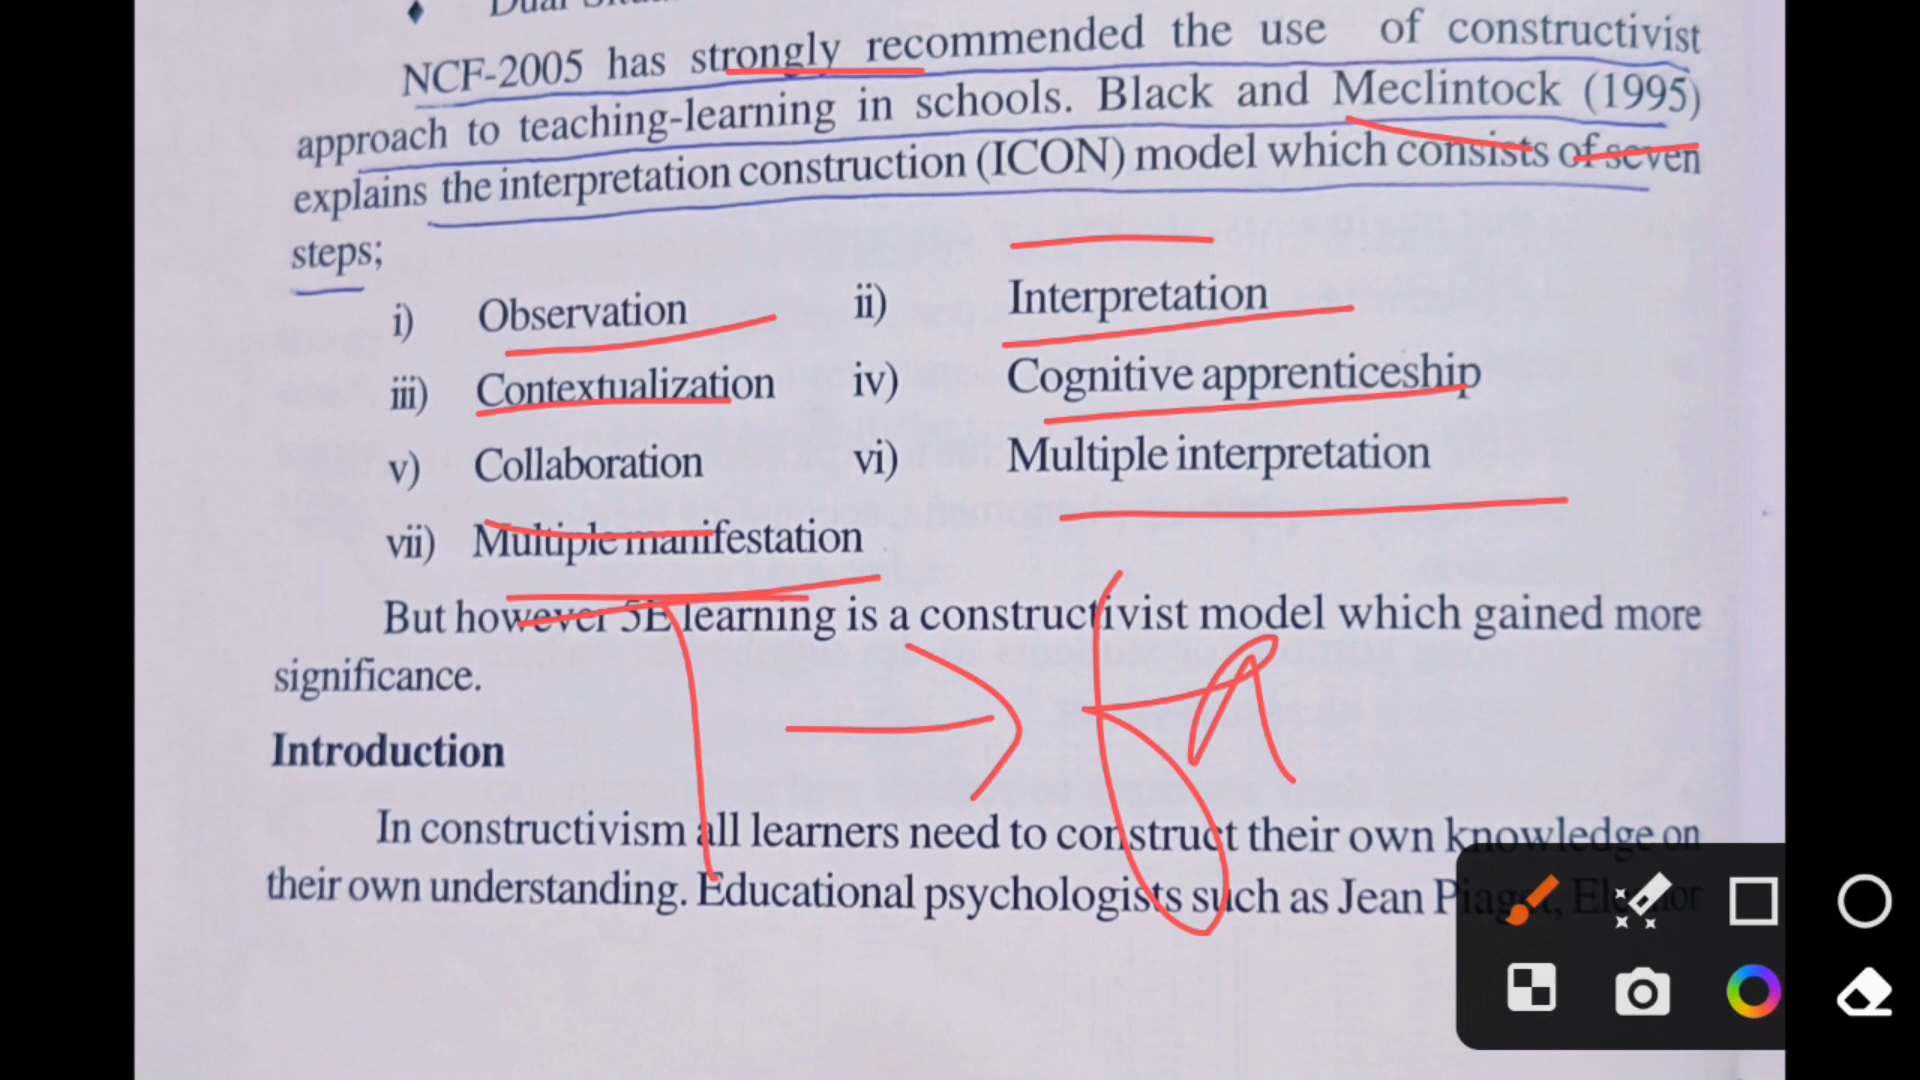 Dual
NCF-2005 has strongly recommended the use of constructivist
approach to teaching-learning in schools. Black and Meclintock (1995)
explains the interpretation construction (ICON) model which consists of seven
steps;
i) Observation ii) Interpretation
iii) Contextualization iv) Cognitive apprenticeship
v) Collaboration vi) Multiple interpretation
vii) Multiple manifestation
But however 5E learning is a constructivist model which gained more
significance.
Introduction
In constructivism all learners need to construct their own knowledge on
their own understanding. Educational psychologists such as Jean Piaget,